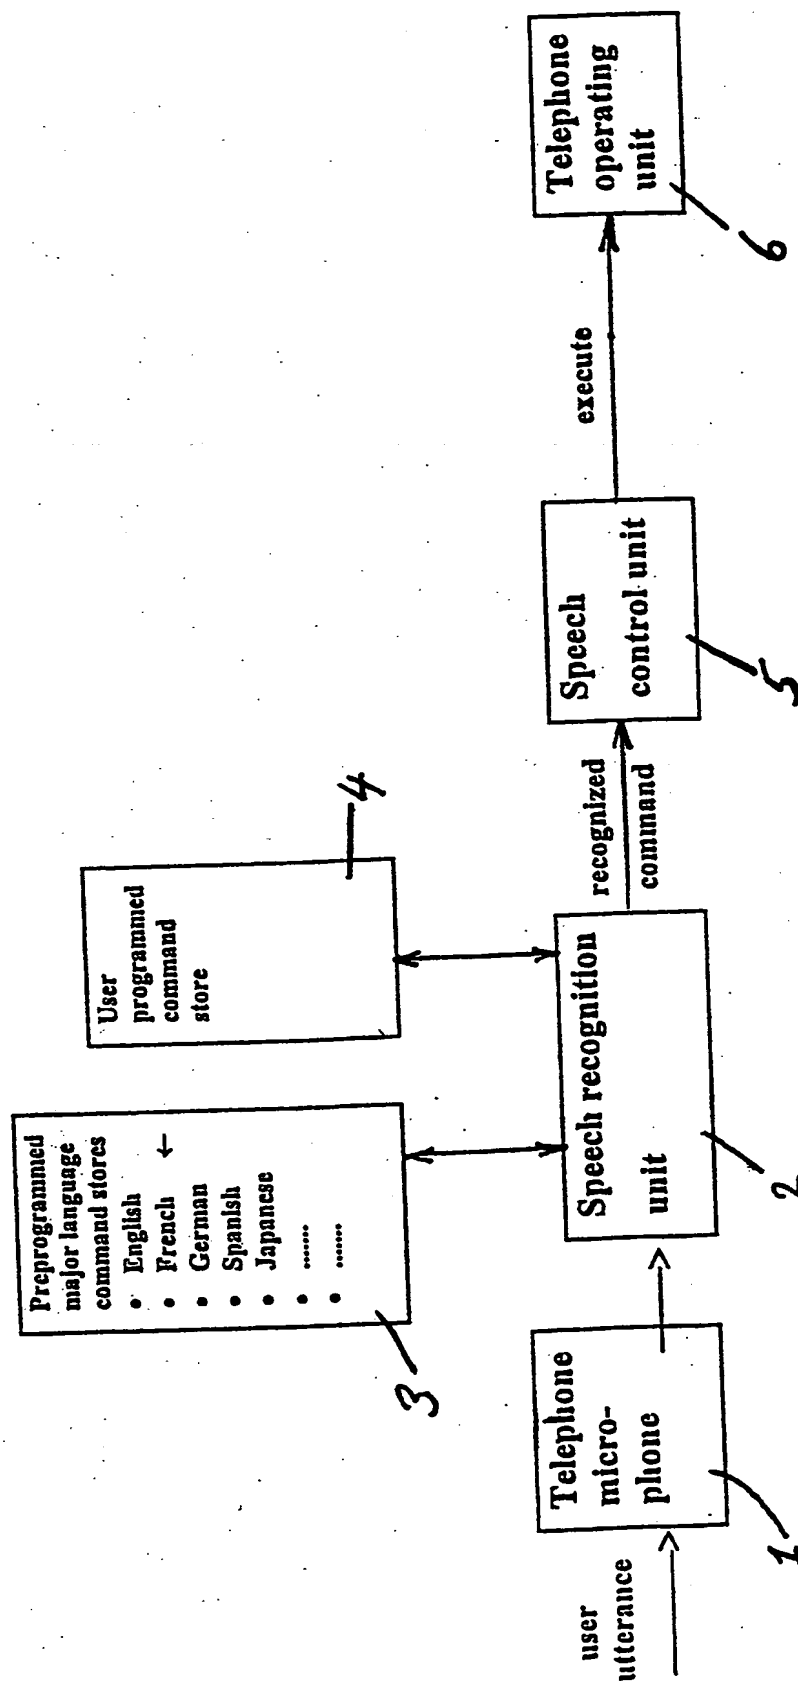 Preprogrammed
major language
command stores
• English
• French ←
• German
• Spanish
• Japanese
• .......
• .......
3
User
programmed
command
store
4
user
utterance
Telephone
micro-
phone
1
Speech recognition
unit
2
recognized
command
Speech
control unit
5
execute
Telephone
operating
unit
6